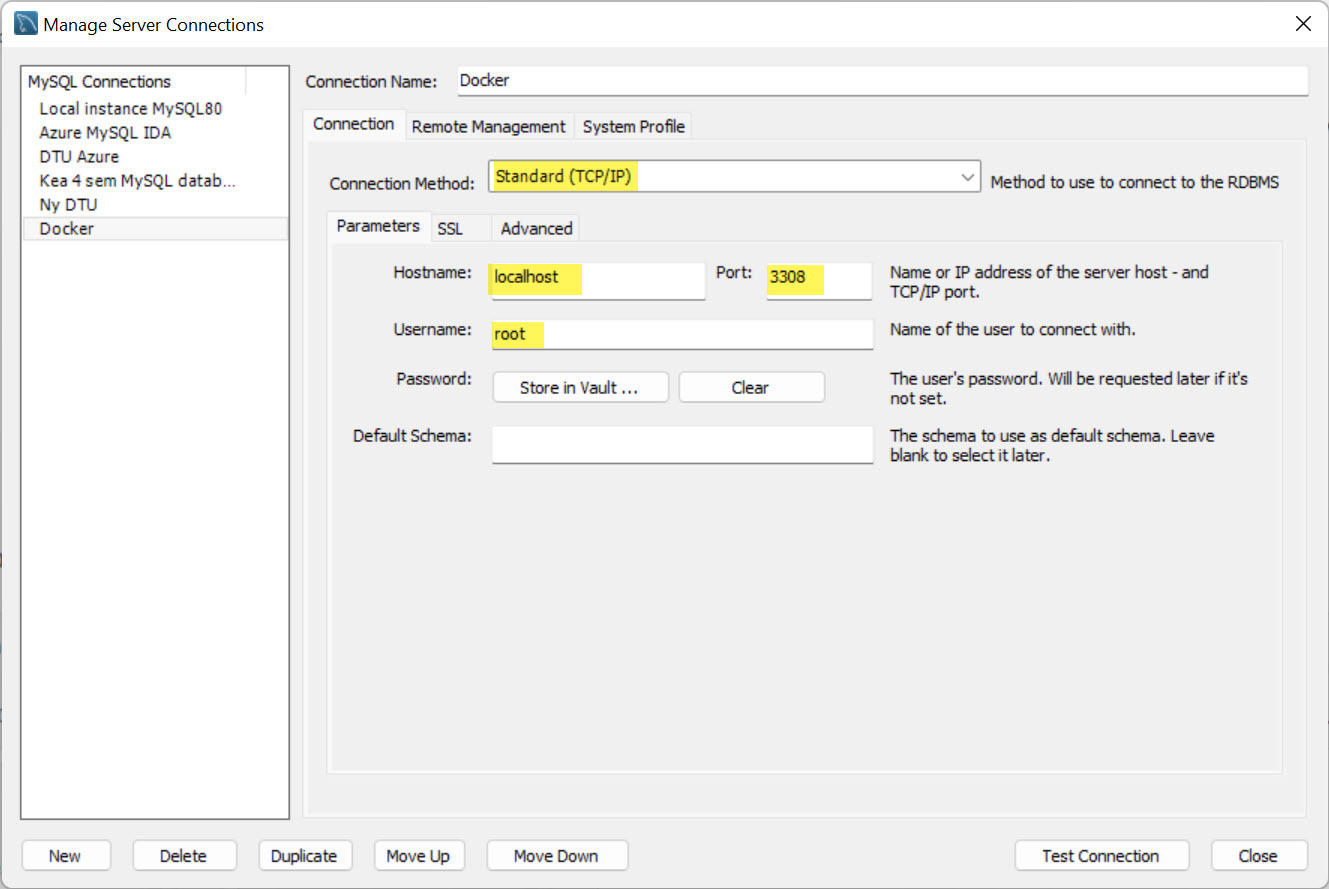 Manage Server Connections
MySQL Connections
Local instance MySQL80
Azure MySQL IDA
DTU Azure
Kea 4 sem MySQL datab...
Ny DTU
Docker
Connection Name: Docker
Connection Remote Management System Profile
Connection Method: Standard (TCP/IP) Method to use to connect to the RDBMS
Parameters SSL Advanced
Hostname: localhost Port: 3308 Name or IP address of the server host - and
TCP/IP port.
Username: root Name of the user to connect with.
Password: Store in Vault ... Clear The user's password. Will be requested later if it's
not set.
Default Schema: The schema to use as default schema. Leave
blank to select it later.
New Delete Duplicate Move Up Move Down Test Connection Close